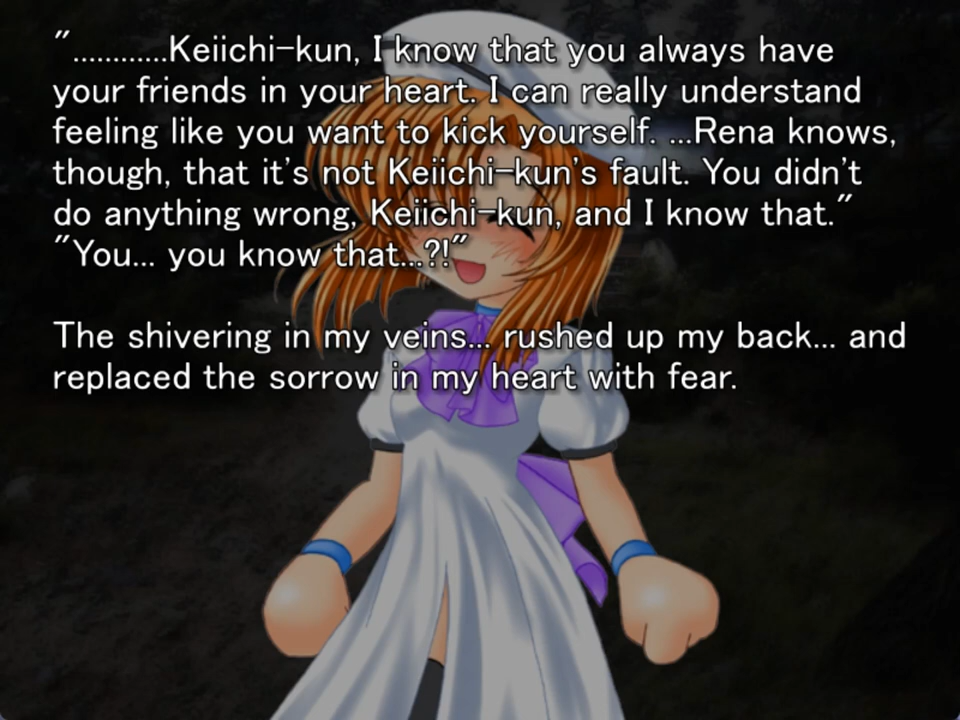 "............Keiichi-kun, I know that you always have
your friends in your heart. I can really understand
feeling like you want to kick yourself. ...Rena knows,
though, that it's not Keiichi-kun's fault. You didn't
do anything wrong, Keiichi-kun, and I know that."
"You... you know that...?!"
The shivering in my veins... rushed up my back... and
replaced the sorrow in my heart with fear.